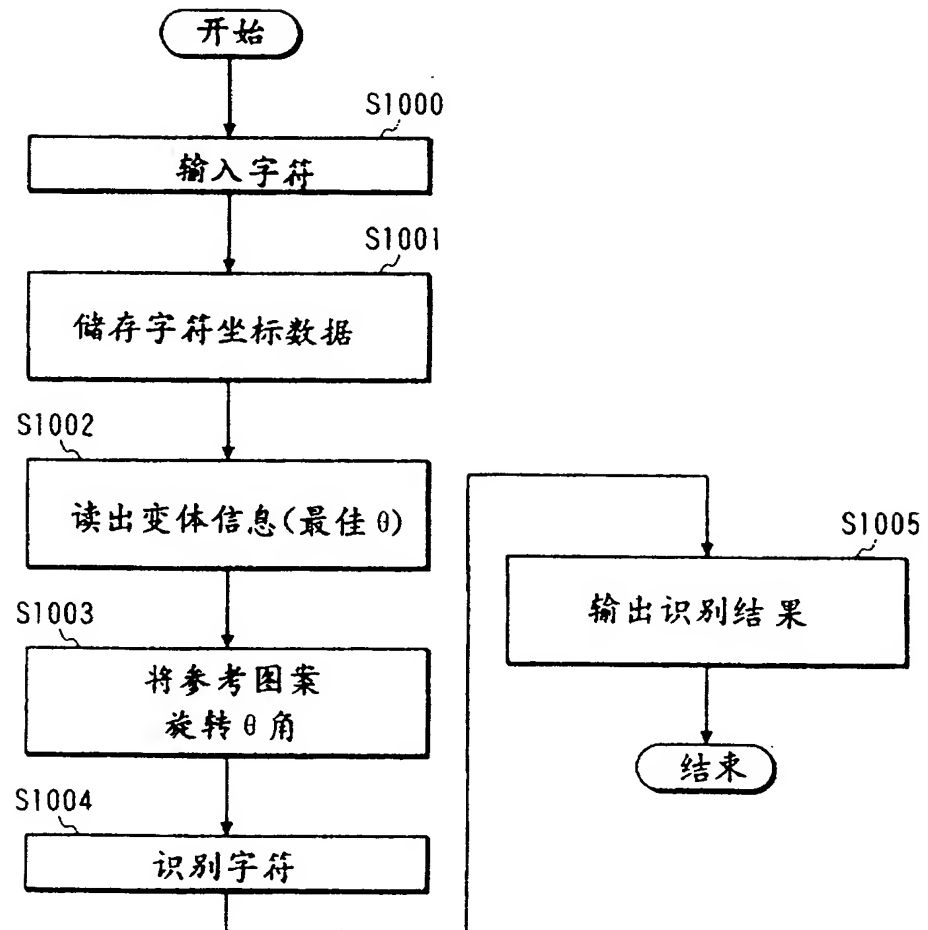 开始
S1000
输入字符
S1001
储存字符坐标数据
S1002
读出变体信息(最佳θ)
S1003
将参考图案
旋转θ角
S1004
识别字符
S1005
输出识别结果
结束